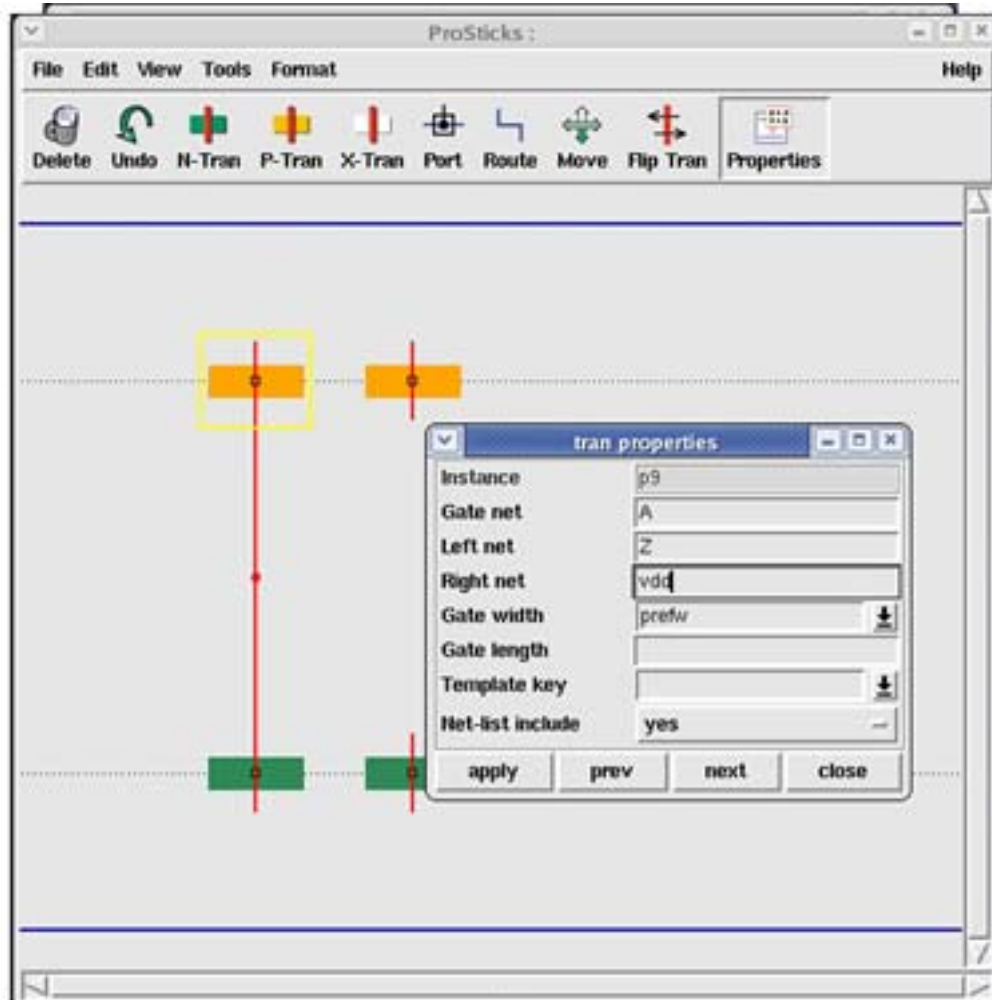 ProSticks :
File Edit View Tools Format Help
Delete Undo N-Tran P-Tran X-Tran Port Route Move Flip Tran Properties
tran properties
Instance p9
Gate net A
Left net Z
Right net vdd
Gate width prefw
Gate length
Template key
Net-list include yes
apply prev next close